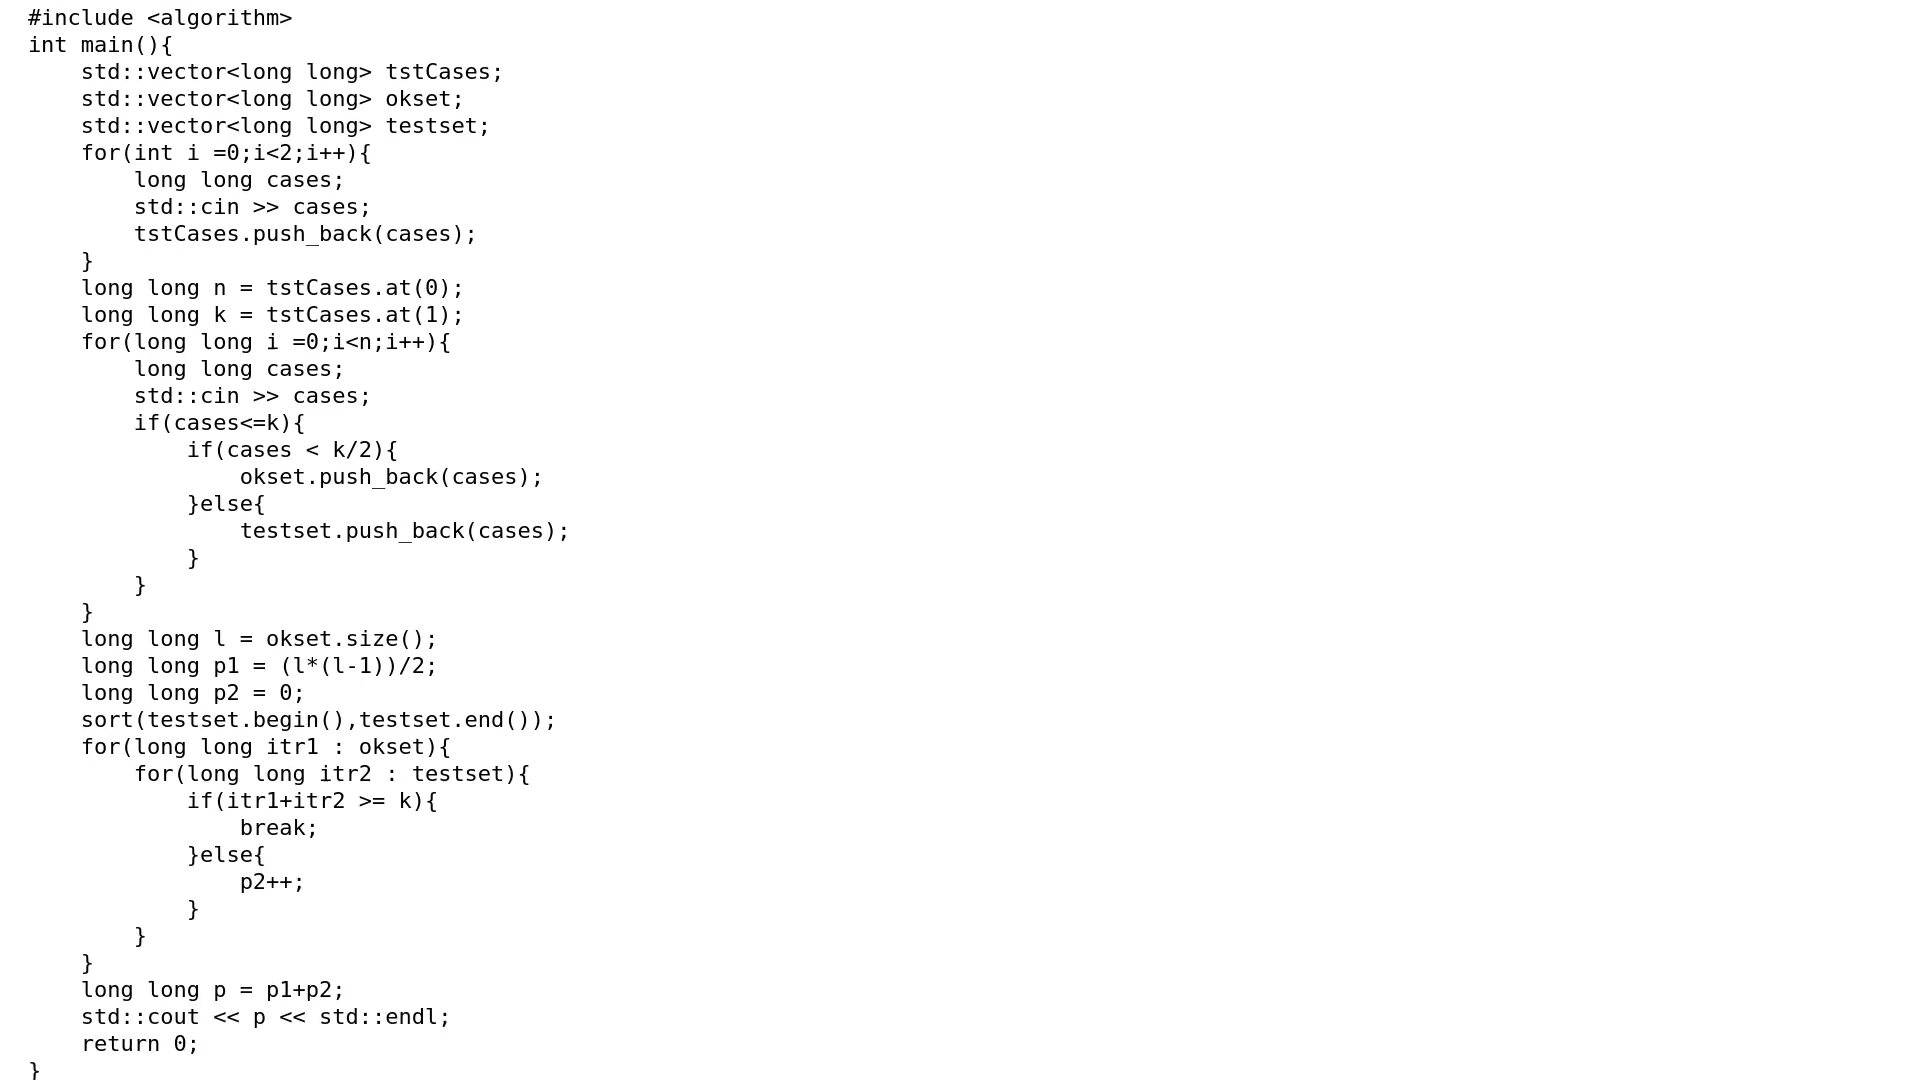 #include <algorithm>
int main(){
    std::vector<long long> tstCases;
    std::vector<long long> okset;
    std::vector<long long> testset;
    for(int i =0;i<2;i++){
        long long cases;
        std::cin >> cases;
        tstCases.push_back(cases);
    }
    long long n = tstCases.at(0);
    long long k = tstCases.at(1);
    for(long long i =0;i<n;i++){
        long long cases;
        std::cin >> cases;
        if(cases<=k){
            if(cases < k/2){
                okset.push_back(cases);
            }else{
                testset.push_back(cases);
            }
        }
    }
    long long l = okset.size();
    long long p1 = (l*(l-1))/2;
    long long p2 = 0;
    sort(testset.begin(),testset.end());
    for(long long itr1 : okset){
        for(long long itr2 : testset){
            if(itr1+itr2 >= k){
                break;
            }else{
                p2++;
            }
        }
    }
    long long p = p1+p2;
    std::cout << p << std::endl;
    return 0;
}